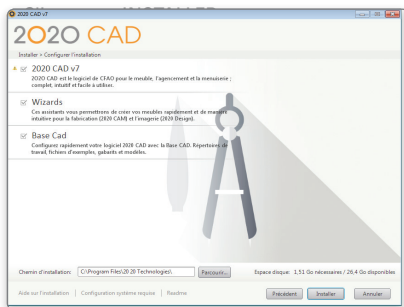 2020 CAD v7
2020 CAD
Installer > Configurer l'installation
2020 CAD v7
2020 CAD est le logiciel de CFAO pour le meuble, l'agencement et la menuiserie ;
complet, intuitif et facile à utiliser.
Wizards
Ces assistants vous permettrons de créer vos meubles rapidement et de manière
intuitive pour la fabrication (2020 CAM) et l'imagerie (2020 Design).
Base Cad
Configurez rapidement votre logiciel 2020 CAD avec la Base CAD. Répertoires de
travail, fichiers d'exemples, gabarits et modèles.
Chemin d'installation: C:\Program Files\20 20 Technologies\ Parcourir... Espace disque: 1,51 Go nécessaires / 26,4 Go disponibles
Aide sur l'installation | Configuration système requise | Readme Précédent Installer Annuler